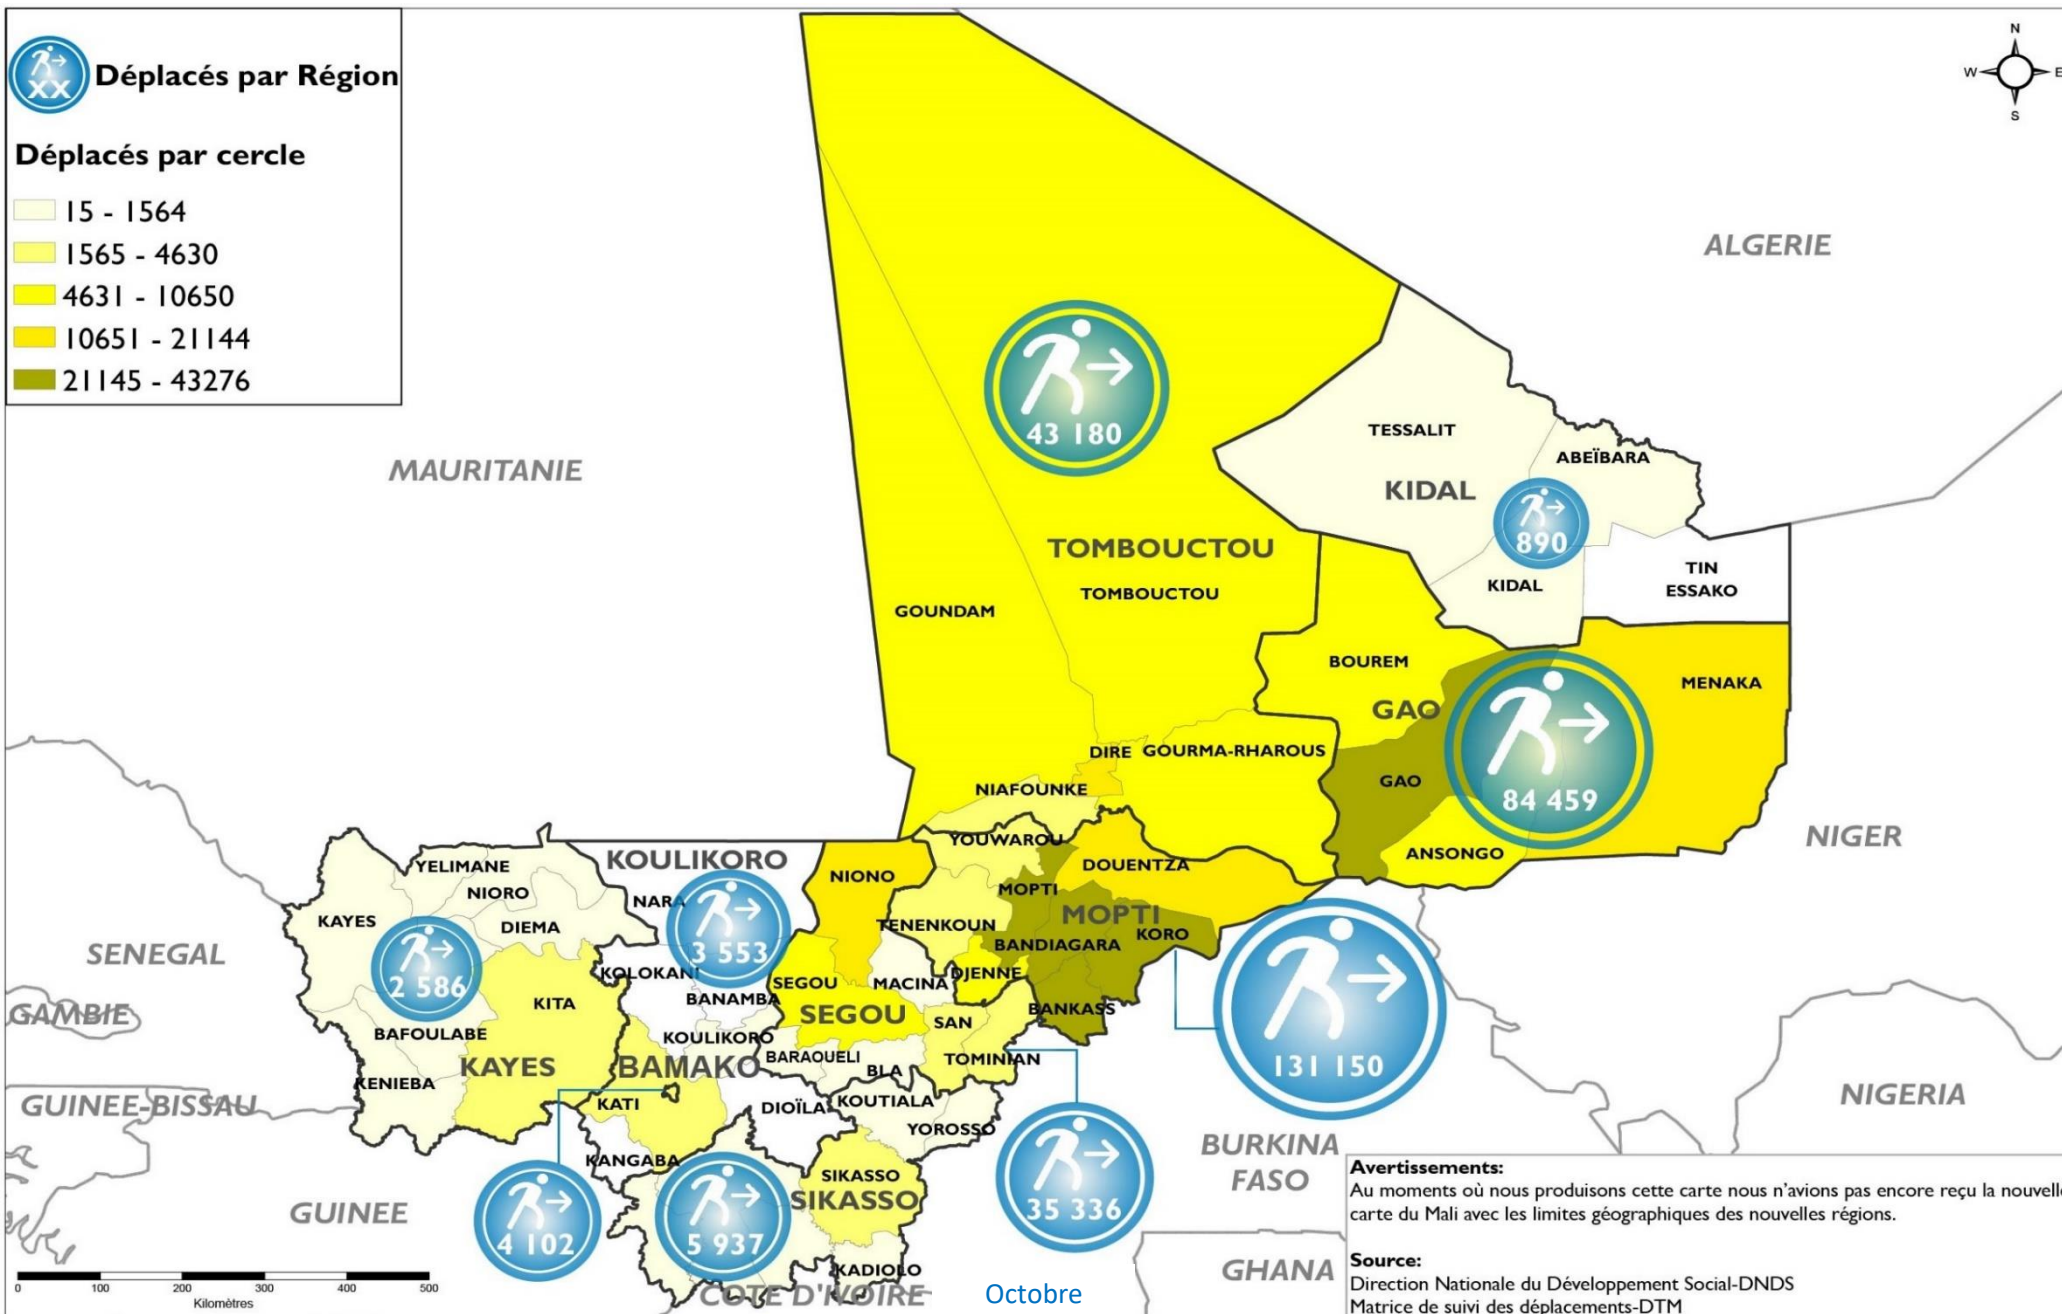 XX
Déplacés par Région
Déplacés par cercle
15 - 1564
1565 - 4630
4631 - 10650
10651 - 21144
21145 - 43276
N
W
E
S
ALGERIE
MAURITANIE
43 180
TESSALIT
ABEÏBARA
KIDAL
890
TOMBOUCTOU
TIN
ESSAKO
KIDAL
TOMBOUCTOU
GOUNDAM
BOUREM
MENAKA
GAO
DIRE
GOURMA-RHAROUS
GAO
84 459
NIAFOUNKE
NIGER
YOUWAROU
ANSONGO
KOULIKORO
DOUENTZA
YELIMANE
NIONO
NIORO
MOPTI
NARA
KAYES
DIEMA
TENENKOUN
MOPTI
KORO
3 553
BANDIAGARA
SENEGAL
KOLOKANI
DJENNE
2 586
SEGOU
MACINA
BANAMBA
KITA
BANKASS
GAMBIE
SEGOU
SAN
BAFOULABE
KOULIKORO
BARAOUELI
TOMINIAN
131 150
KAYES
BAMAKO
BLA
KENIEBA
GUINEE-BISSAU
KATI
DIOÏLA
KOUTIALA
NIGERIA
YOROSSO
BURKINA
FASO
KANGABA
SIKASSO
SIKASSO
35 336
GUINEE
4 102
5 937
KADIOLO
GHANA
COTE D'IVOIRE
Octobre
0 100 200 300 400 500
Kilomètres
Avertissements:
Au moments où nous produisons cette carte nous n'avions pas encore reçu la nouvelle
carte du Mali avec les limites géographiques des nouvelles régions.
Source:
Direction Nationale du Développement Social-DNDS
Matrice de suivi des déplacements-DTM